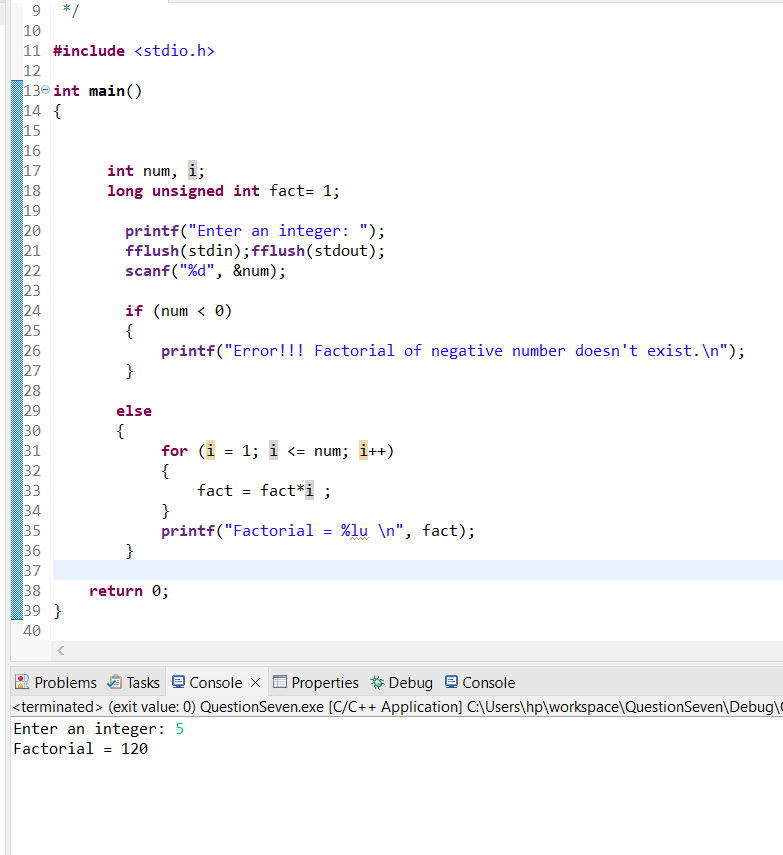 9 */
10
11 #include <stdio.h>
12
13 int main()
14 {
15
16
17 int num, i;
18 long unsigned int fact= 1;
19
20 printf("Enter an integer: ");
21 fflush(stdin);fflush(stdout);
22 scanf("%d", &num);
23
24 if (num < 0)
25 {
26 printf("Error!!! Factorial of negative number doesn't exist.\n");
27 }
28
29 else
30 {
31 for (i = 1; i <= num; i++)
32 {
33 fact = fact*i ;
34 }
35 printf("Factorial = %lu \n", fact);
36 }
37
38 return 0;
39 }
40
Problems Tasks Console Properties Debug Console
<terminated> (exit value: 0) QuestionSeven.exe [C/C++ Application] C:\Users\hp\workspace\QuestionSeven\Debug\
Enter an integer: 5
Factorial = 120